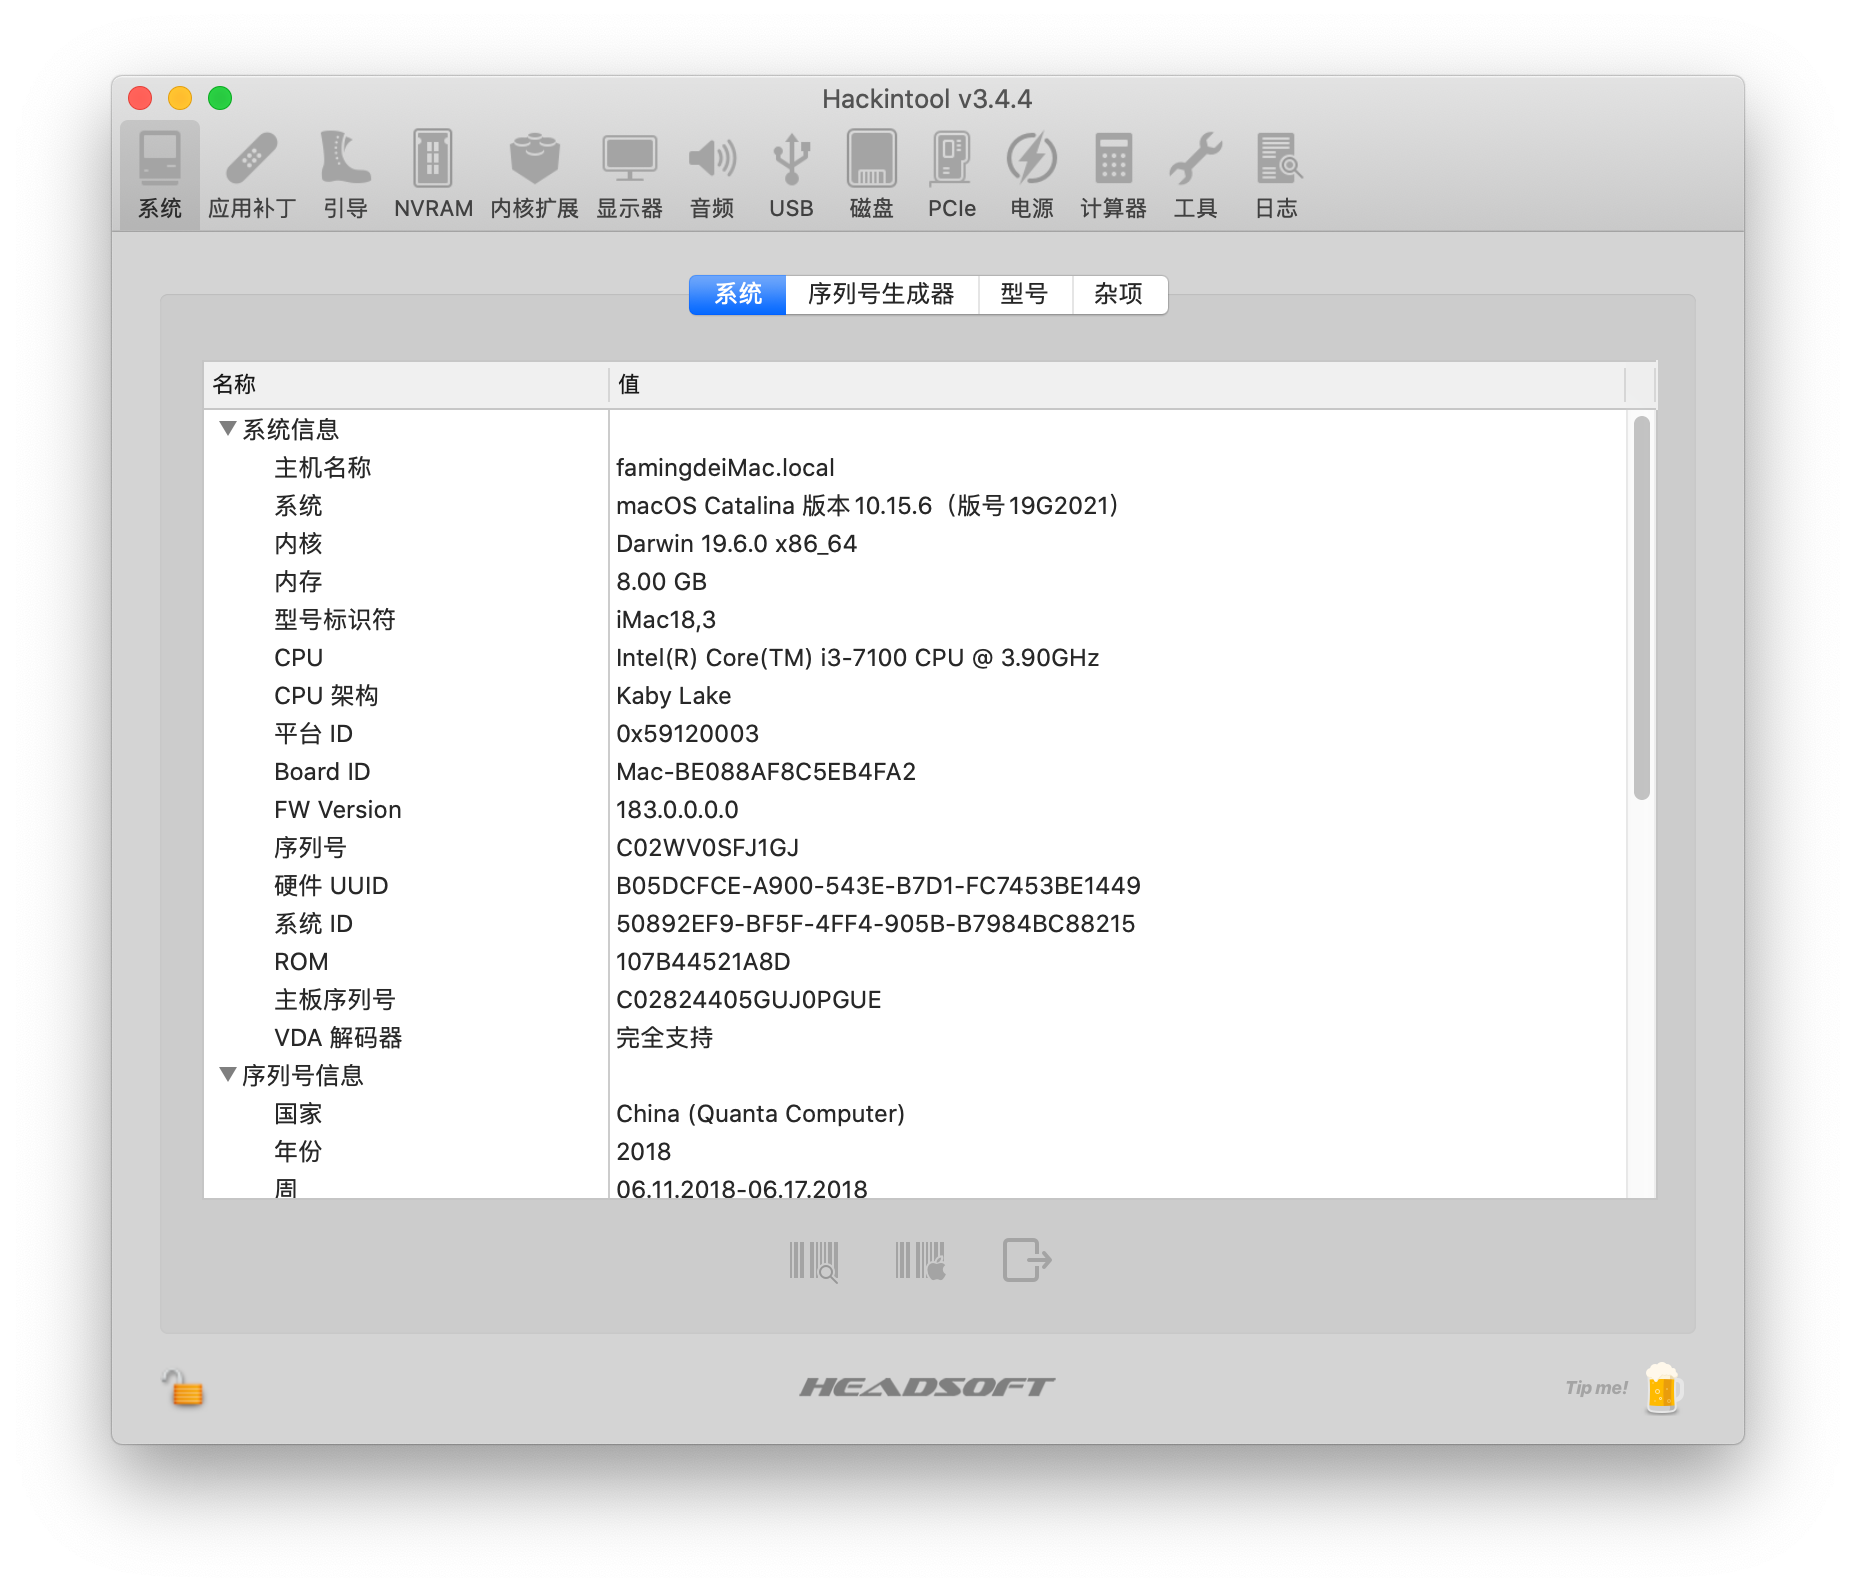 Hackintool v3.4.4
系统 应用补丁 引导 NVRAM 内核扩展 显示器 音频 USB 磁盘 PCIe 电源 计算器 工具 日志
系统 序列号生成器 型号 杂项
名称 值
系统信息
主机名称 famingdeiMac.local
系统 macOS Catalina 版本10.15.6（版号19G2021）
内核 Darwin 19.6.0 x86_64
内存 8.00 GB
型号标识符 iMac18,3
CPU Intel(R) Core(TM) i3-7100 CPU @ 3.90GHz
CPU 架构 Kaby Lake
平台 ID 0x59120003
Board ID Mac-BE088AF8C5EB4FA2
FW Version 183.0.0.0.0
序列号 C02WV0SFJ1GJ
硬件 UUID B05DCFCE-A900-543E-B7D1-FC7453BE1449
系统 ID 50892EF9-BF5F-4FF4-905B-B7984BC88215
ROM 107B44521A8D
主板序列号 C02824405GUJ0PGUE
VDA 解码器 完全支持
序列号信息
国家 China (Quanta Computer)
年份 2018
周 06.11.2018-06.17.2018
HEADSOFT
Tip me!